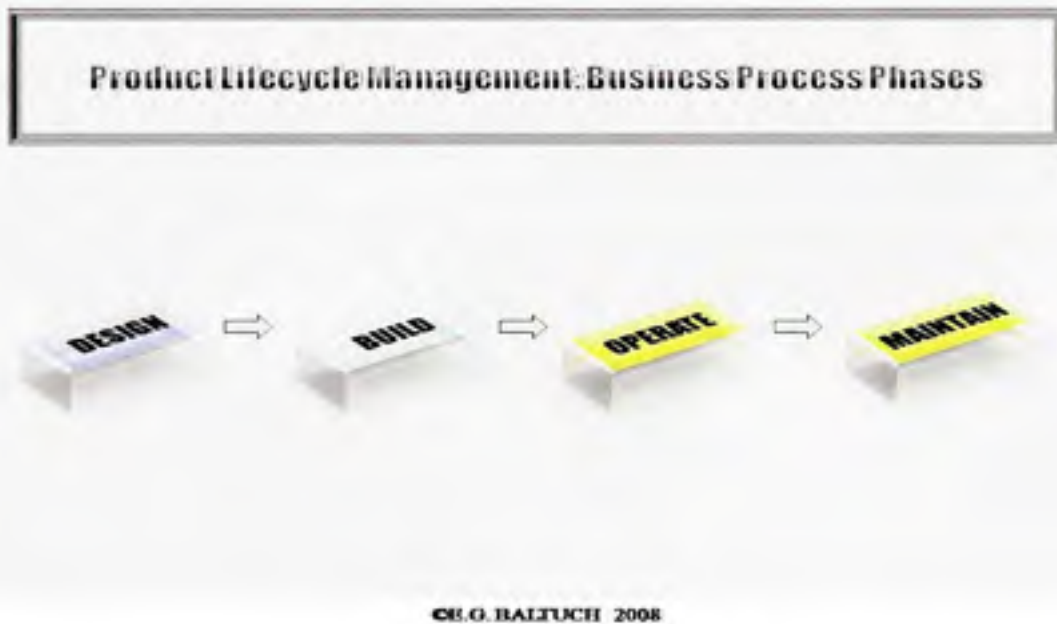 Product Lifecycle Management: Business Process Phases
DESIGN
BUILD
OPERATE
MAINTAIN
©E.G. BALTUCH 2008